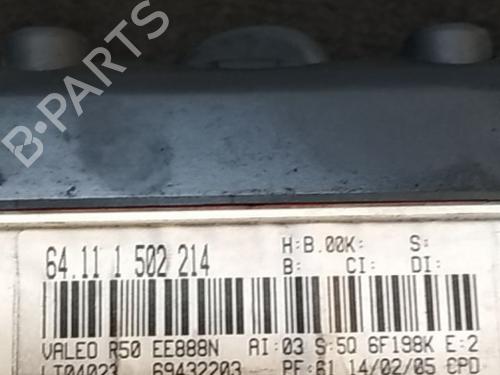 B-PARTS
64.11 1 502 214
H:B.00K: S:
B: CI: DI:
VALEO R50 EE888N AI:03 S:50 6F198K E:2
LT04023 69432203 PF:61 14/02/05 CPD